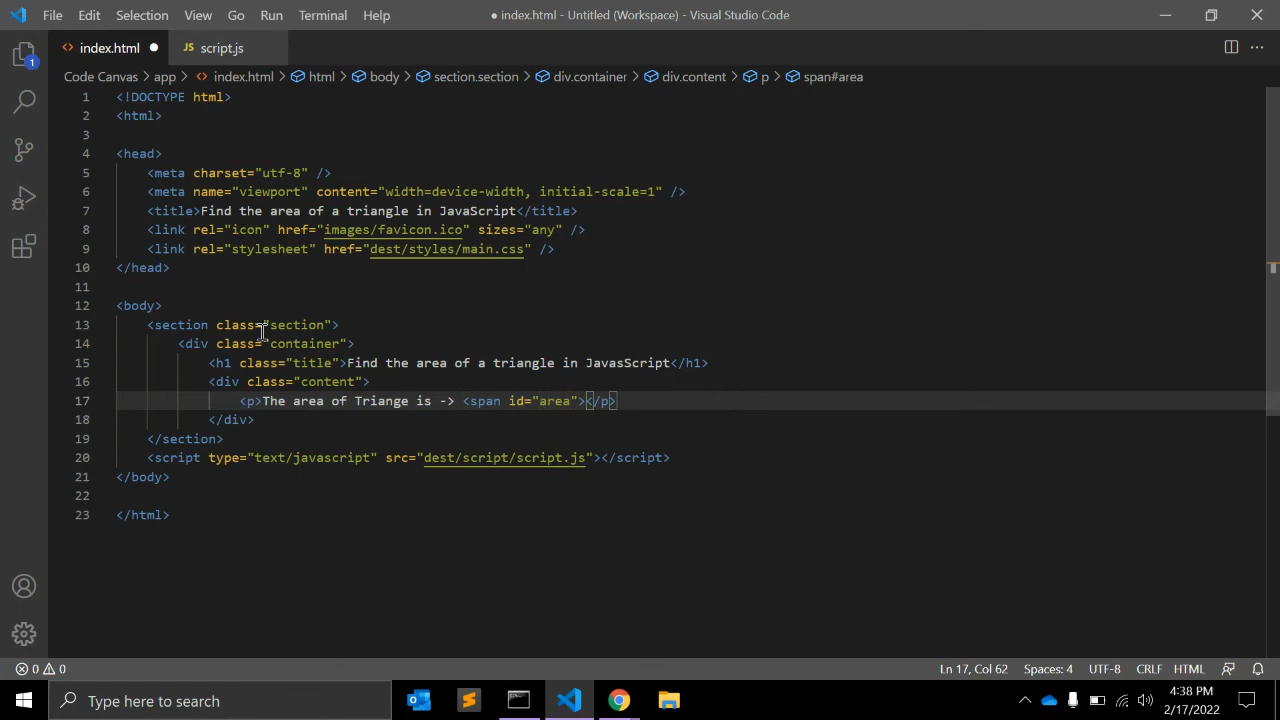 File Edit Selection View Go Run Terminal Help ● index.html - Untitled (Workspace) - Visual Studio Code
<> index.html ● JS script.js ···
Code Canvas > app > <> index.html > html > body > section.section > div.container > div.content > p > span#area
1 <!DOCTYPE html>
2 <html>
3
4 <head>
5 <meta charset="utf-8" />
6 <meta name="viewport" content="width=device-width, initial-scale=1" />
7 <title>Find the area of a triangle in JavaScript</title>
8 <link rel="icon" href="images/favicon.ico" sizes="any" />
9 <link rel="stylesheet" href="dest/styles/main.css" />
10 </head>
11
12 <body>
13 <section class="section">
14 <div class="container">
15 <h1 class="title">Find the area of a triangle in JavasScript</h1>
16 <div class="content">
17 <p>The area of Triange is -> <span id="area"></p>
18 </div>
19 </section>
20 <script type="text/javascript" src="dest/script/script.js"></script>
21 </body>
22
23 </html>
1
0 0 Ln 17, Col 62 Spaces: 4 UTF-8 CRLF HTML
Type here to search
4:38 PM
2/17/2022